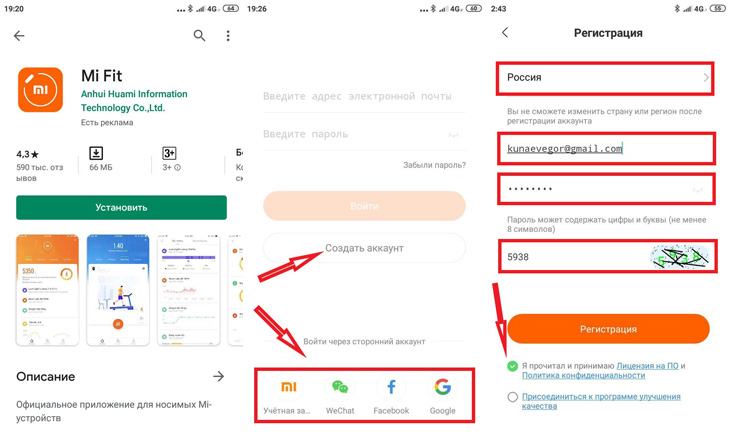 19:20
4G 64
Mi Fit
Anhui Huami Information
Technology Co.,Ltd.
Есть реклама
4.3★
590 тыс. отз
ывов
66 МБ
3+
3+
Установить
Описание
Официальное приложение для носимых Mi-
устройств
19:26
4G 60
Введите адрес электронной почты
Введите пароль
Забыли пароль?
Войти
Создать аккаунт
Войти через сторонний аккаунт
Учётная за...
WeChat
Facebook
Google
2:43
4G 55
Регистрация
Россия
Вы не сможете изменить страну или регион после
регистрации аккаунта
kunaevegor@gmail.com
Пароль может содержать цифры и буквы (не менее
8 символов)
5938
Регистрация
Я прочитал и принимаю Лицензия на ПО и
Политика конфиденциальности
Присоединиться к программе улучшения
качества